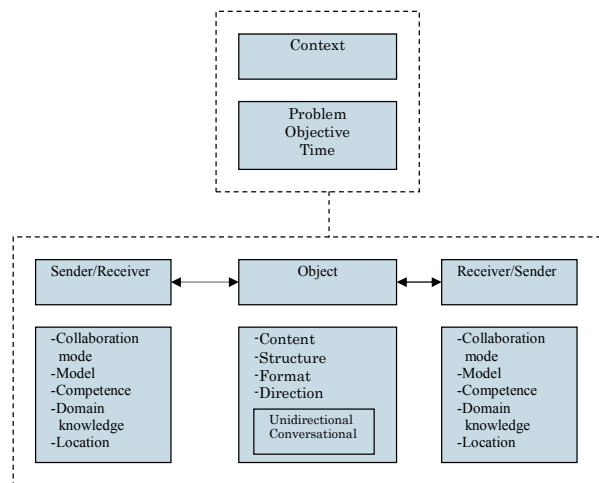 Context
Problem
Objective
Time
Sender/Receiver
Object
Receiver/Sender
-Collaboration
mode
-Model
-Competence
-Domain
knowledge
-Location
-Content
-Structure
-Format
-Direction
Unidirectional
Conversational
-Collaboration
mode
-Model
-Competence
-Domain
knowledge
-Location